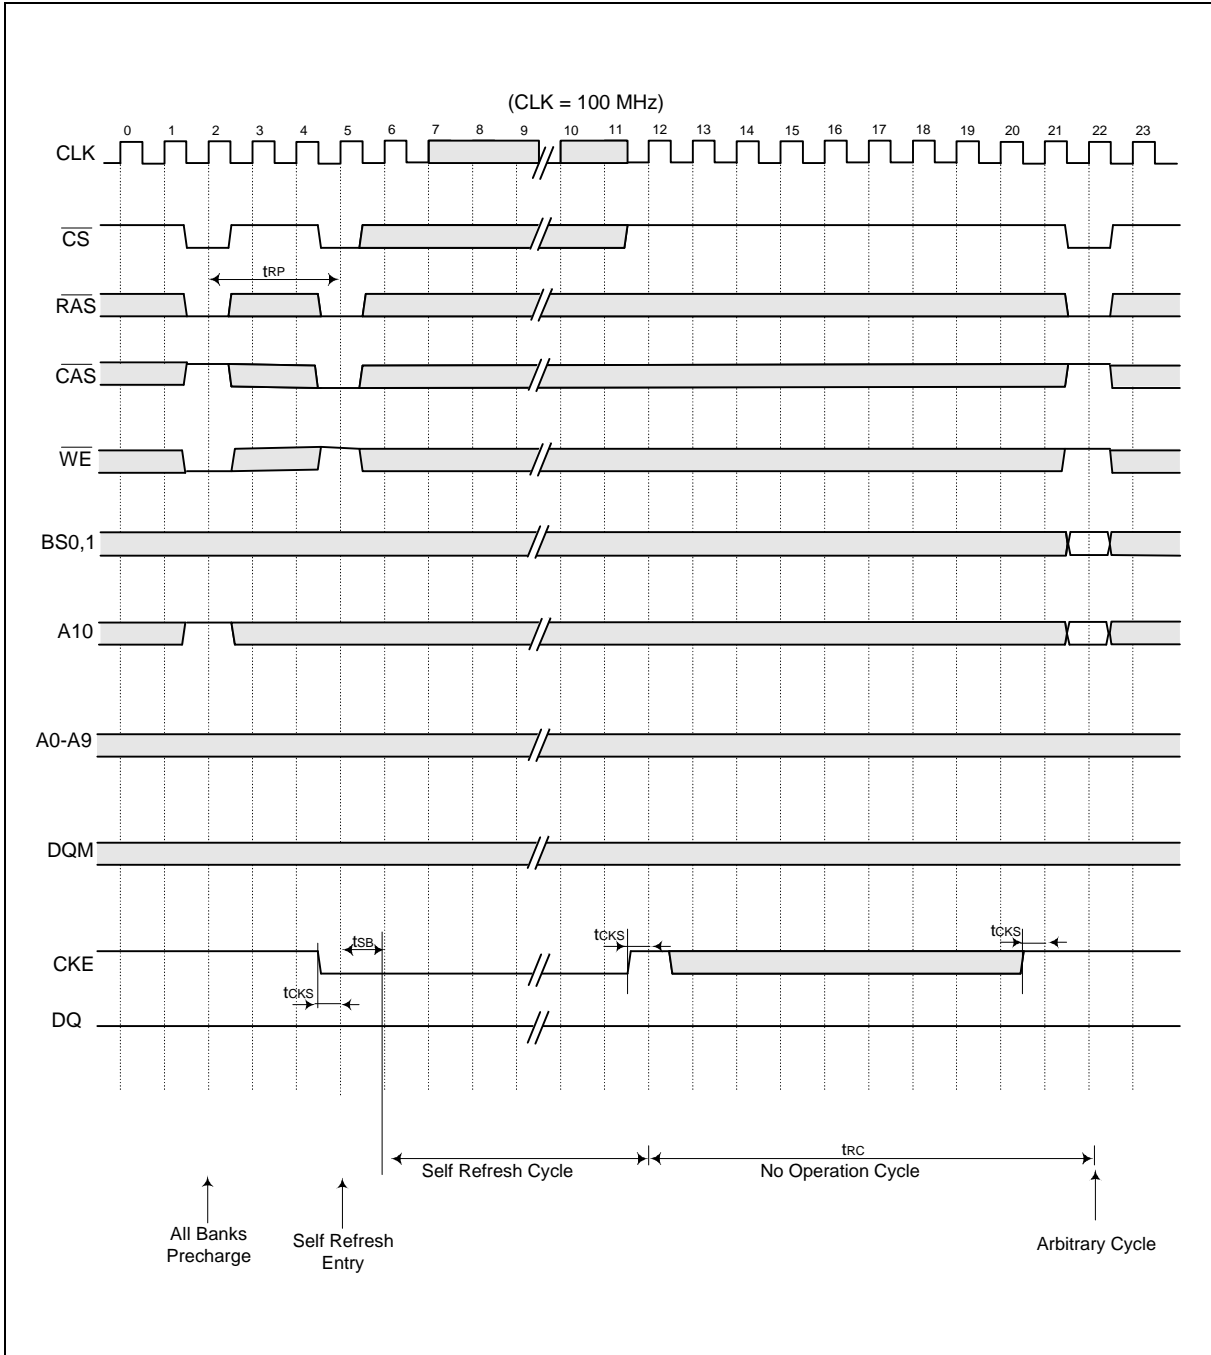 (CLK = 100 MHz)
0 1 2 3 4 5 6 7 8 9 10 11 12 13 14 15 16 17 18 19 20 21 22 23
CLK
CS
tRP
RAS
CAS
WE
BS0,1
A10
A0-A9
DQM
tCKS tCKS
tSB
CKE
tCKS
DQ
tRC
Self Refresh Cycle No Operation Cycle
All Banks
Precharge
Self Refresh
Entry
Arbitrary Cycle